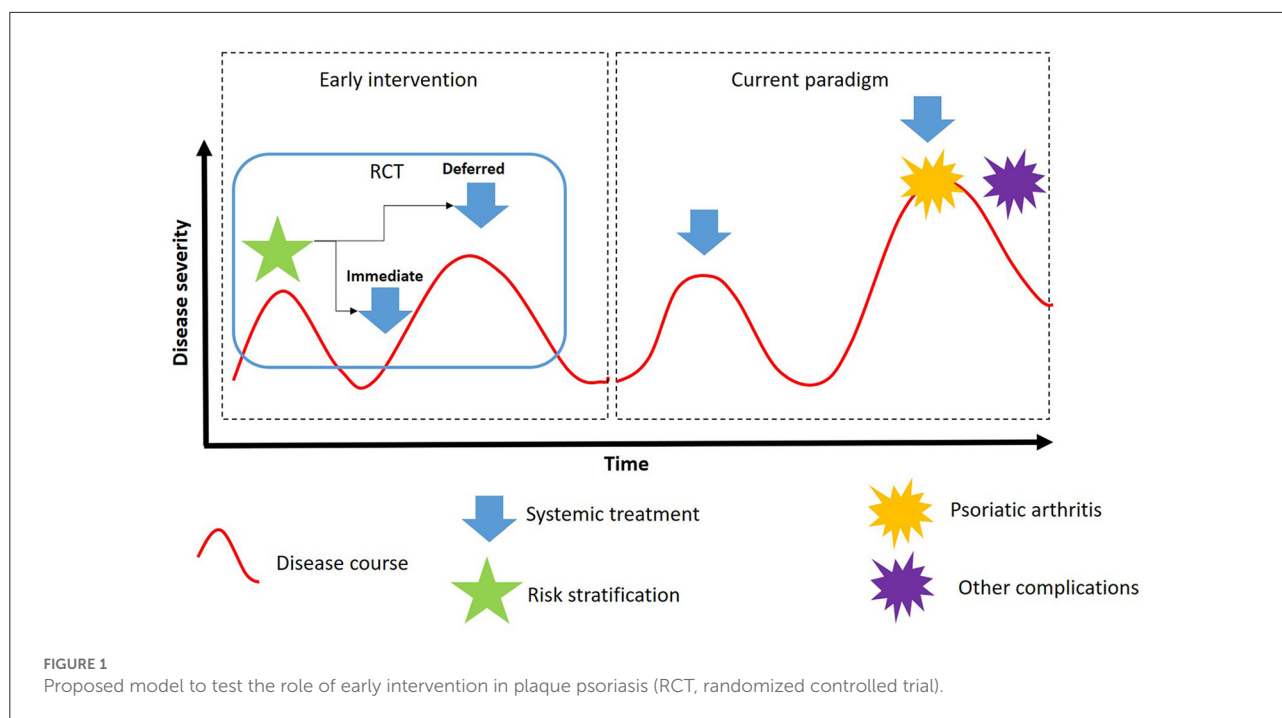 Early intervention
Current paradigm
RCT
Deferred
Immediate
Disease severity
Time
Systemic treatment
Psoriatic arthritis
Disease course
Risk stratification
Other complications
FIGURE 1
Proposed model to test the role of early intervention in plaque psoriasis (RCT, randomized controlled trial).